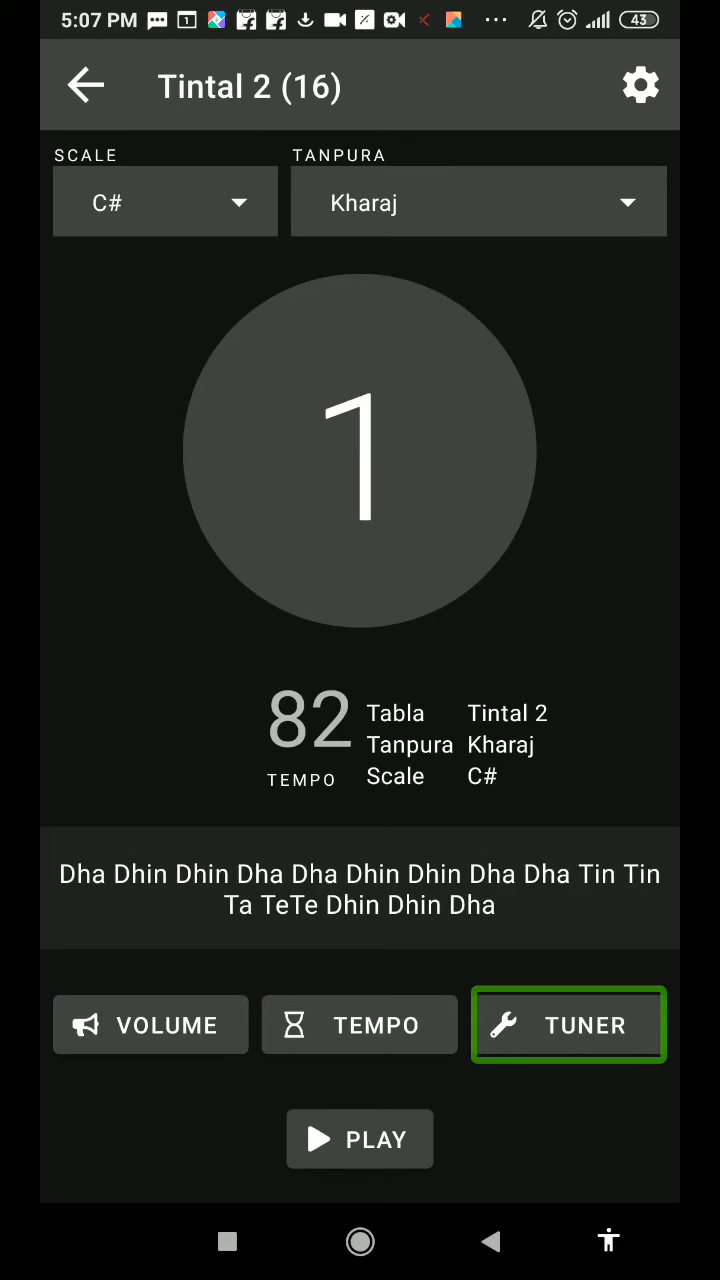 5:07 PM 43
Tintal 2 (16)
SCALE TANPURA
C# Kharaj
1
82
TEMPO
Tabla Tintal 2
Tanpura Kharaj
Scale C#
Dha Dhin Dhin Dha Dha Dhin Dhin Dha Dha Tin Tin
Ta TeTe Dhin Dhin Dha
VOLUME TEMPO TUNER
PLAY